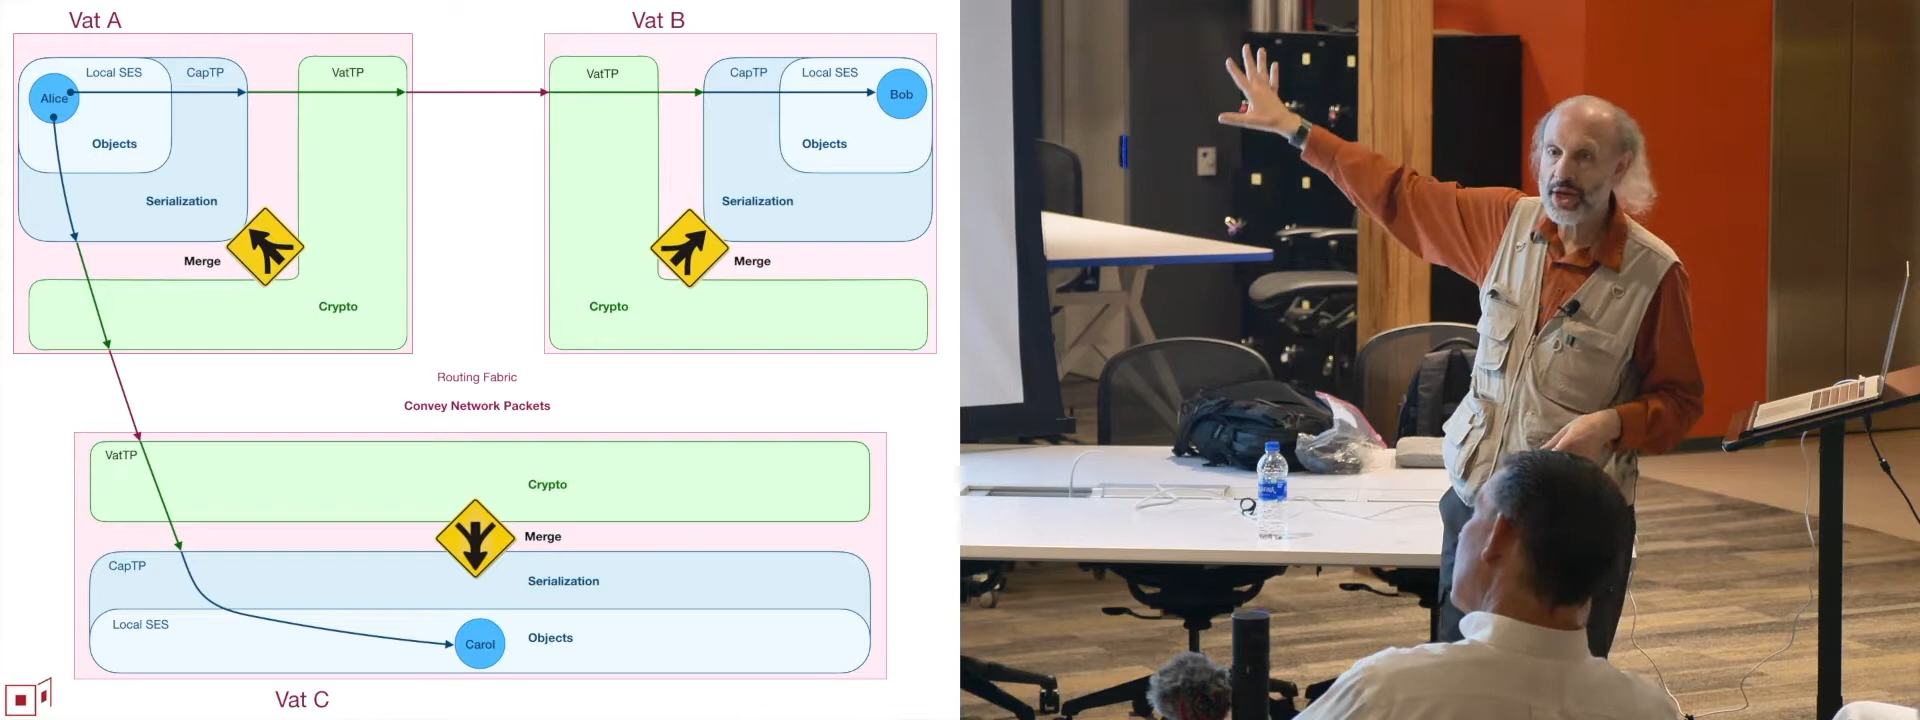 Vat A
Vat B
Local SES
CapTP
VatTP
VatTP
CapTP
Local SES
Alice
Bob
Objects
Objects
Serialization
Serialization
Merge
Merge
Crypto
Crypto
Routing Fabric
Convey Network Packets
VatTP
Crypto
Merge
CapTP
Serialization
Local SES
Objects
Carol
Vat C